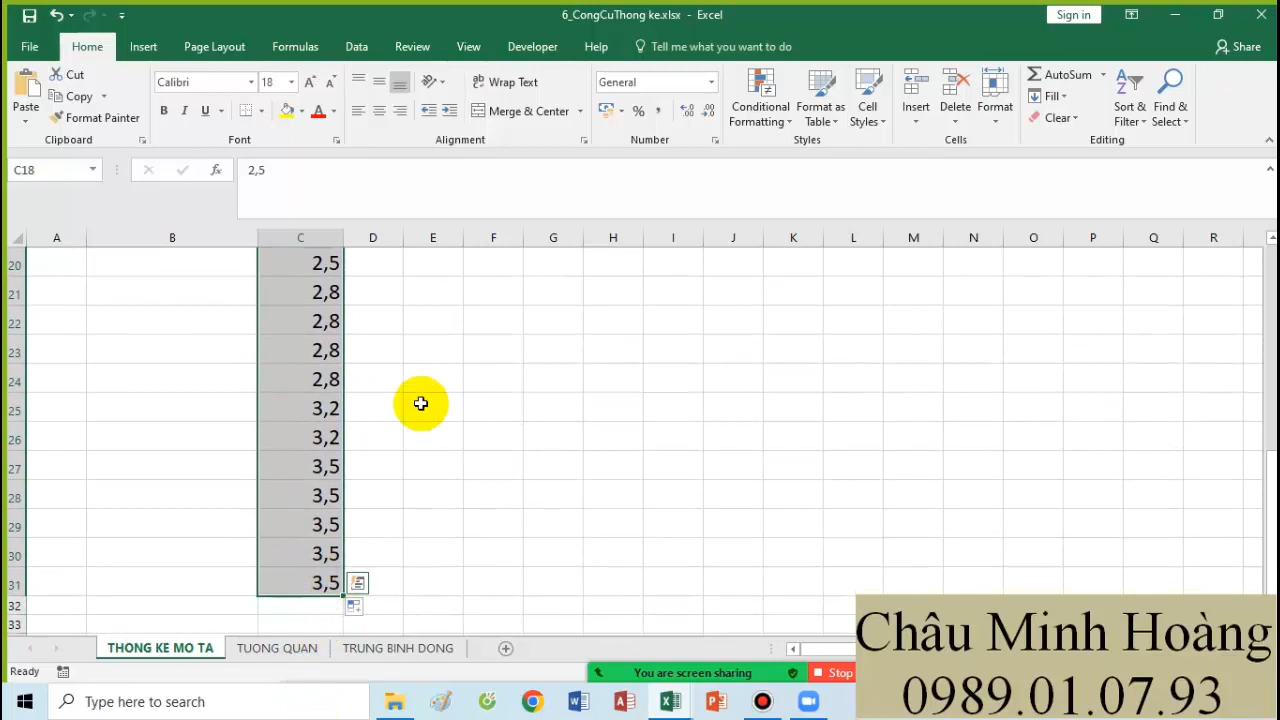 6_CongCuThong ke.xlsx - Excel
Sign in
File Home Insert Page Layout Formulas Data Review View Developer Help Tell me what you want to do Share
Paste
Cut
Copy
Format Painter
Calibri 18
B I U
Wrap Text
Merge & Center
General
Conditional Formatting
Format as Table
Cell Styles
Insert
Delete
Format
AutoSum
Fill
Clear
Sort & Filter
Find & Select
Clipboard Font Alignment Number Styles Cells Editing
C18 fx 2,5
A B C D E F G H I J K L M N O P Q R
20 2,5
21 2,8
22 2,8
23 2,8
24 2,8
25 3,2
26 3,2
27 3,5
28 3,5
29 3,5
30 3,5
31 3,5
32
33
THONG KE MO TA TUONG QUAN TRUNG BINH DONG
Ready
You are screen sharing Stop
Type here to search
Châu Minh Hoàng
0989.01.07.93